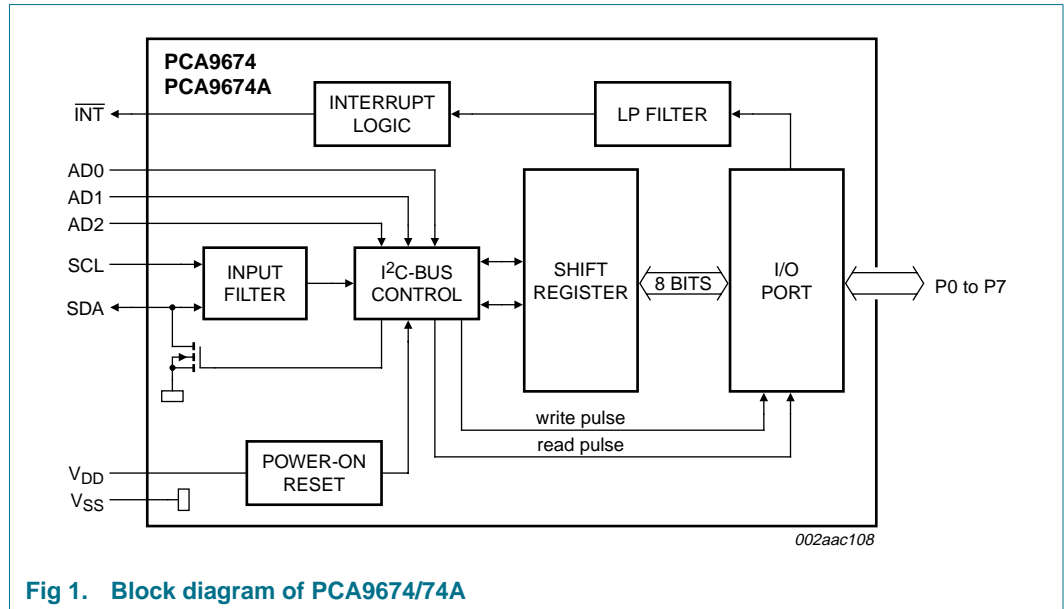 PCA9674
PCA9674A
INTERRUPT
LOGIC
LP FILTER
INT
AD0
AD1
AD2
SCL
SDA
INPUT
FILTER
I2C-BUS
CONTROL
SHIFT
REGISTER
8 BITS
I/O
PORT
P0 to P7
write pulse
read pulse
VDD
VSS
POWER-ON
RESET
002aac108
Fig 1. Block diagram of PCA9674/74A